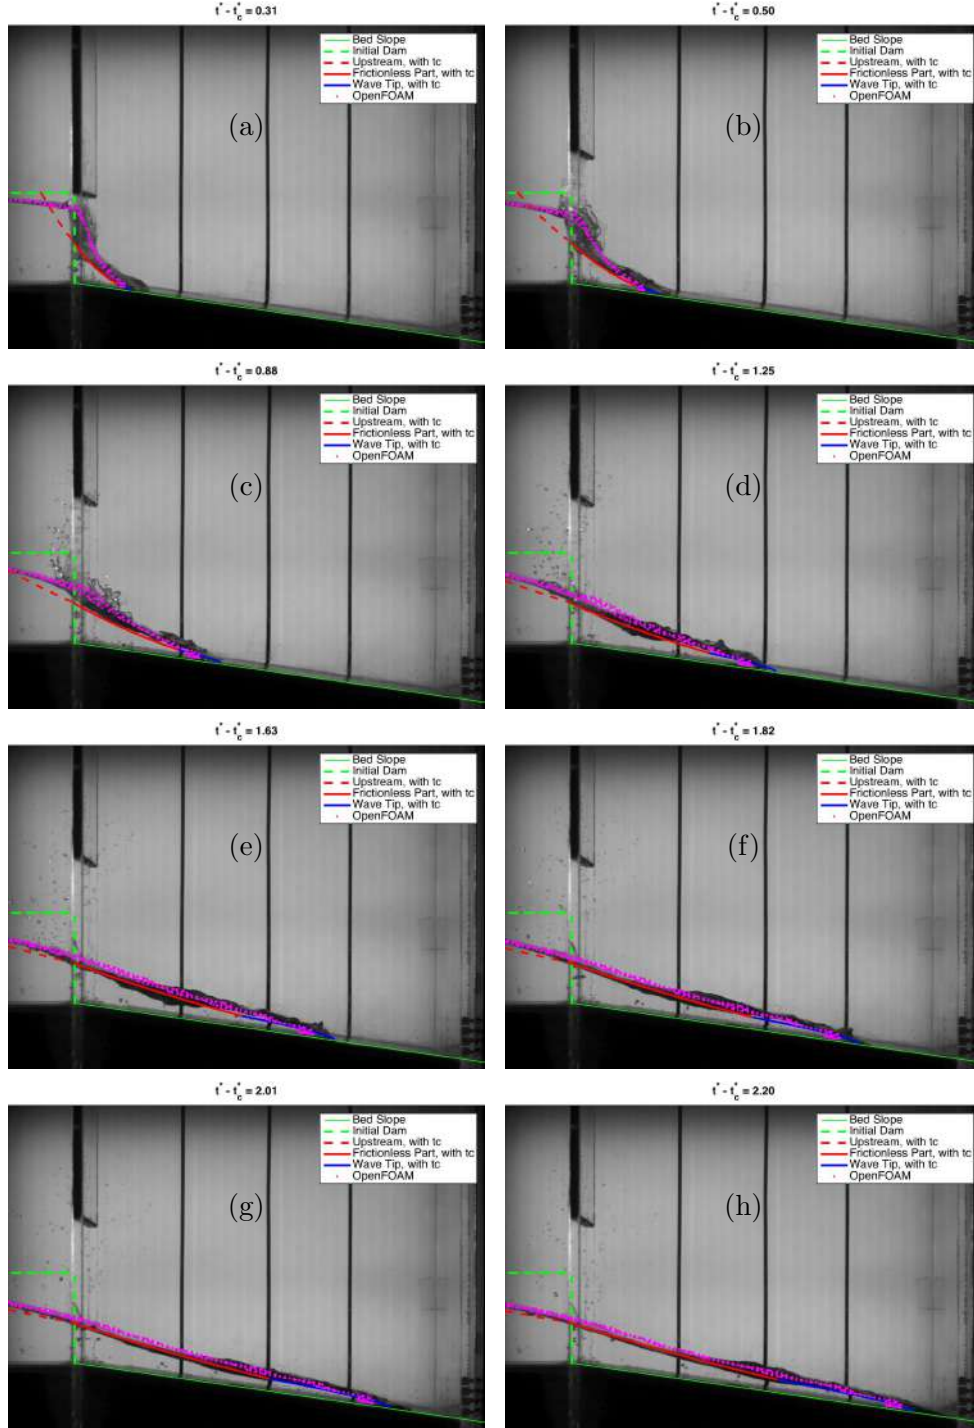 t* - t*c = 0.31
Bed Slope
Initial Dam
Upstream, with tc
Frictionless Part, with tc
Wave Tip, with tc
OpenFOAM
(a)
t* - t*c = 0.50
Bed Slope
Initial Dam
Upstream, with tc
Frictionless Part, with tc
Wave Tip, with tc
OpenFOAM
(b)
t* - t*c = 0.88
Bed Slope
Initial Dam
Upstream, with tc
Frictionless Part, with tc
Wave Tip, with tc
OpenFOAM
(c)
t* - t*c = 1.25
Bed Slope
Initial Dam
Upstream, with tc
Frictionless Part, with tc
Wave Tip, with tc
OpenFOAM
(d)
t* - t*c = 1.63
Bed Slope
Initial Dam
Upstream, with tc
Frictionless Part, with tc
Wave Tip, with tc
OpenFOAM
(e)
t* - t*c = 1.82
Bed Slope
Initial Dam
Upstream, with tc
Frictionless Part, with tc
Wave Tip, with tc
OpenFOAM
(f)
t* - t*c = 2.01
Bed Slope
Initial Dam
Upstream, with tc
Frictionless Part, with tc
Wave Tip, with tc
OpenFOAM
(g)
t* - t*c = 2.20
Bed Slope
Initial Dam
Upstream, with tc
Frictionless Part, with tc
Wave Tip, with tc
OpenFOAM
(h)